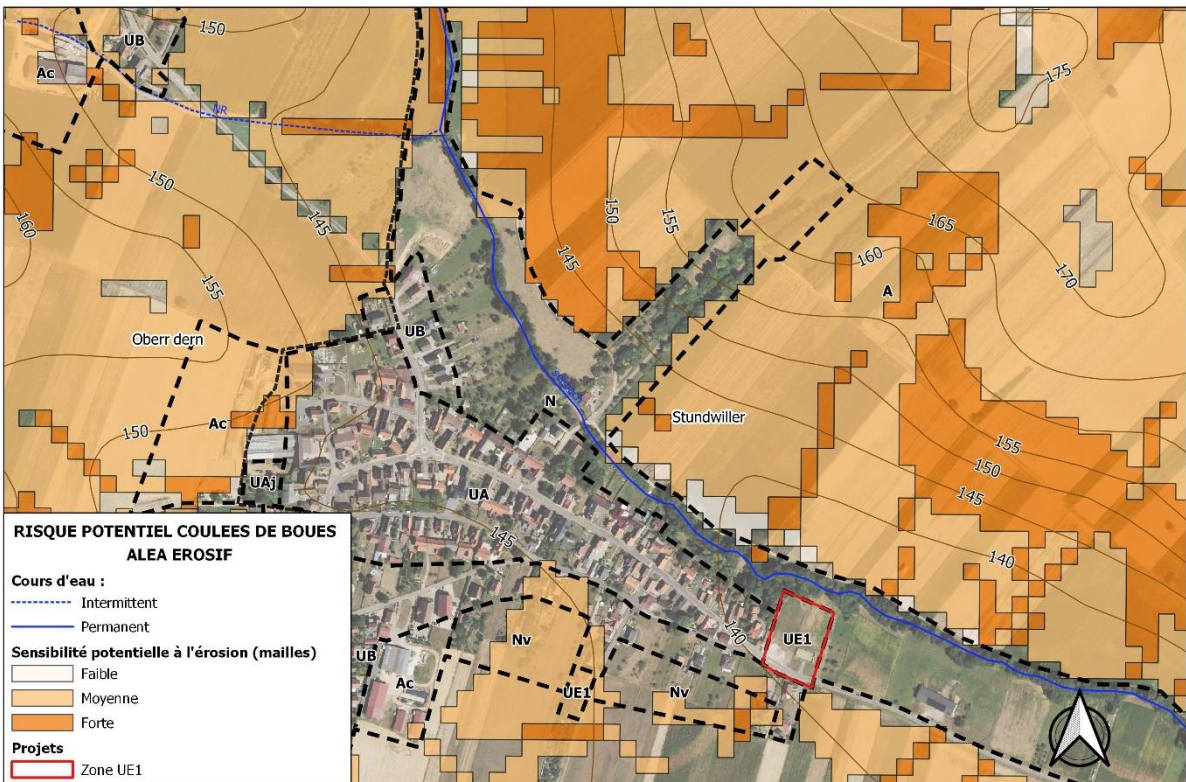 UB
150
175
Ac
NR
150
145
160
155
150
155
145
165
160
170
A
Oberr dern
UB
N
Stundwiller
Ac
150
UAj
UA
145
155
150
145
140
140
UE1
Nv
UB
Ac
UE1
Nv
RISQUE POTENTIEL COULEES DE BOUES
ALEA EROSIF
Cours d'eau :
Intermittent
Permanent
Sensibilité potentielle à l'érosion (mailles)
Faible
Moyenne
Forte
Projets
Zone UE1